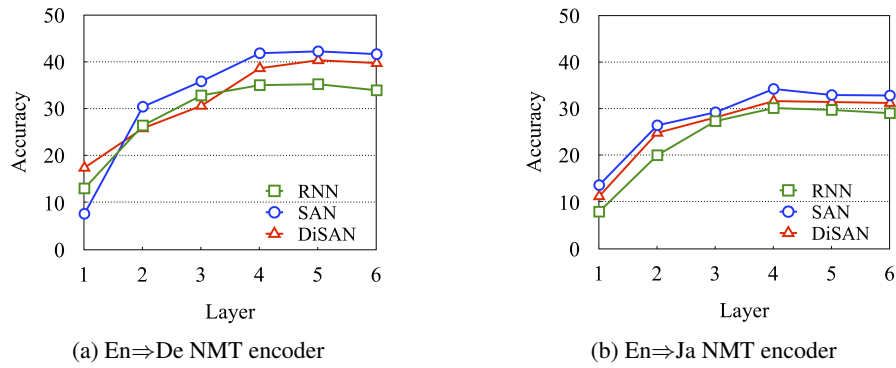 50
40
30
20
10
0
Accuracy
RNN
SAN
DiSAN
1 2 3 4 5 6
Layer
(a) En⇒De NMT encoder
50
40
30
20
10
0
Accuracy
RNN
SAN
DiSAN
1 2 3 4 5 6
Layer
(b) En⇒Ja NMT encoder